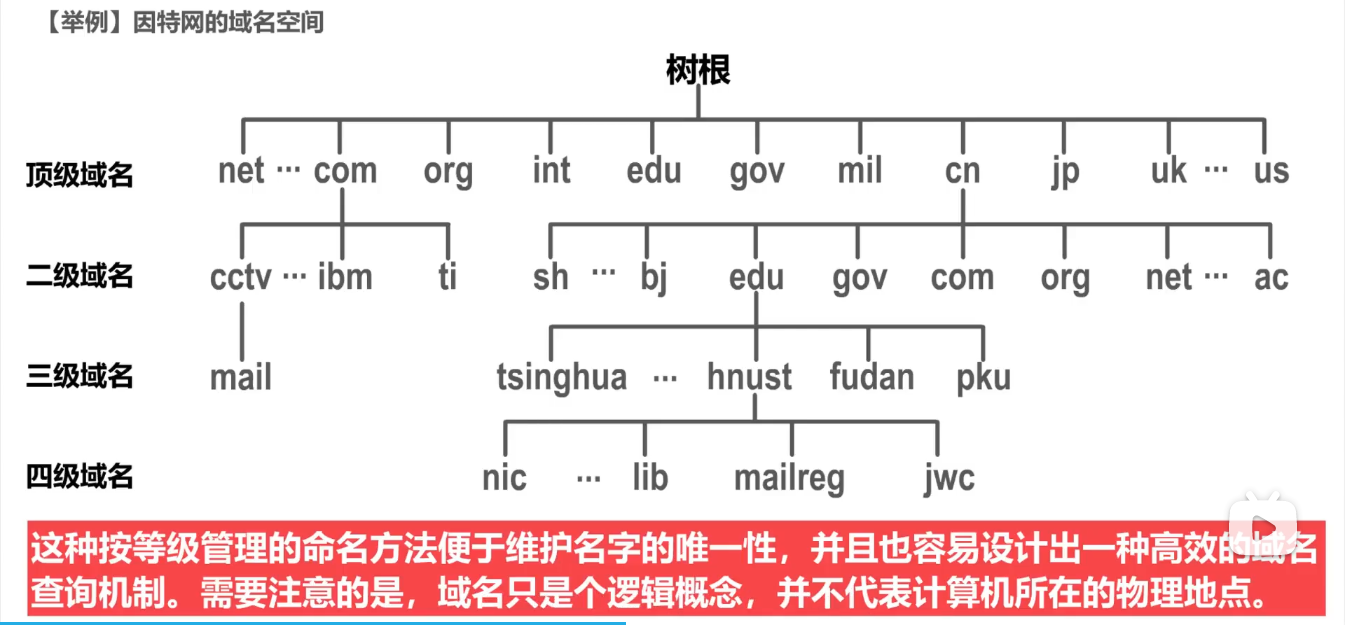 【举例】因特网的域名空间
树根
顶级域名 net … com org int edu gov mil cn jp uk … us
二级域名 cctv … ibm ti sh … bj edu gov com org net … ac
三级域名 mail tsinghua … hnust fudan pku
四级域名 nic … lib mailreg jwc
这种按等级管理的命名方法便于维护名字的唯一性，并且也容易设计出一种高效的域名
查询机制。需要注意的是，域名只是个逻辑概念，并不代表计算机所在的物理地点。